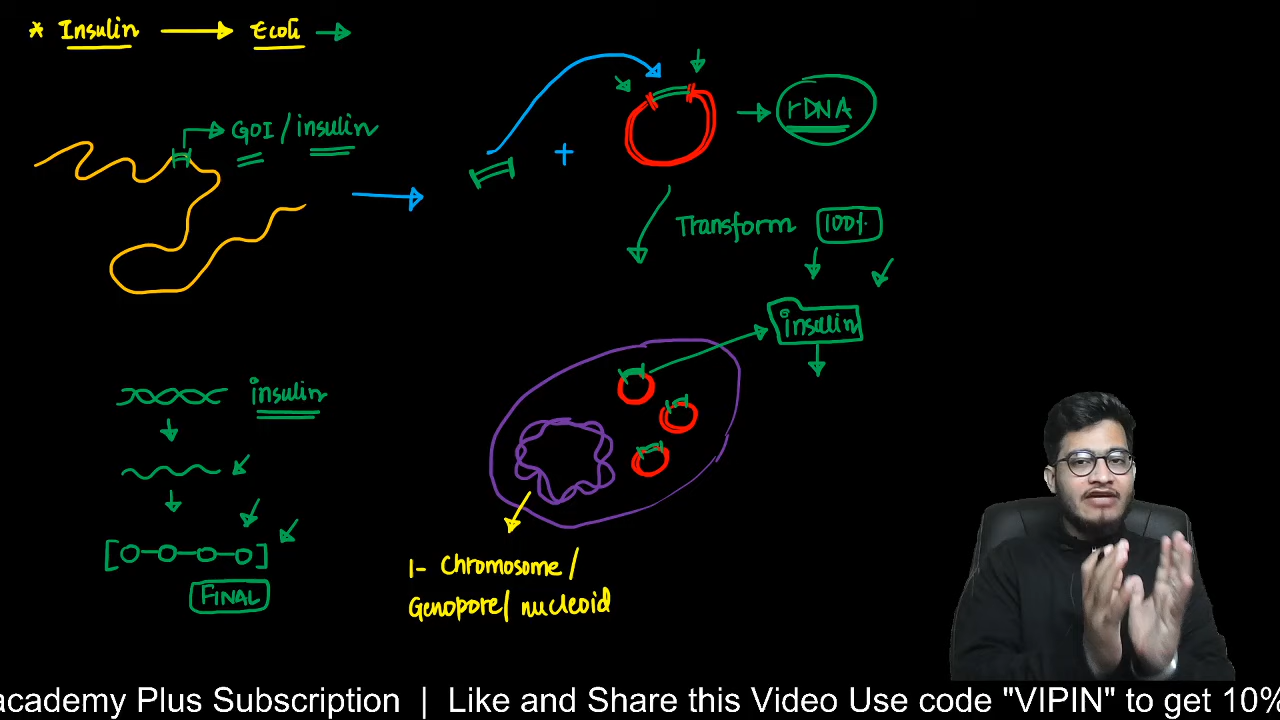 * Insulin → Ecoli →
GOI / insulin
+
rDNA
Transform 100%
insulin
insulin
[O-O-O-O]
FINAL
1- Chromosome /
Genopore/ nucleoid
academy Plus Subscription | Like and Share this Video Use code "VIPIN" to get 10%